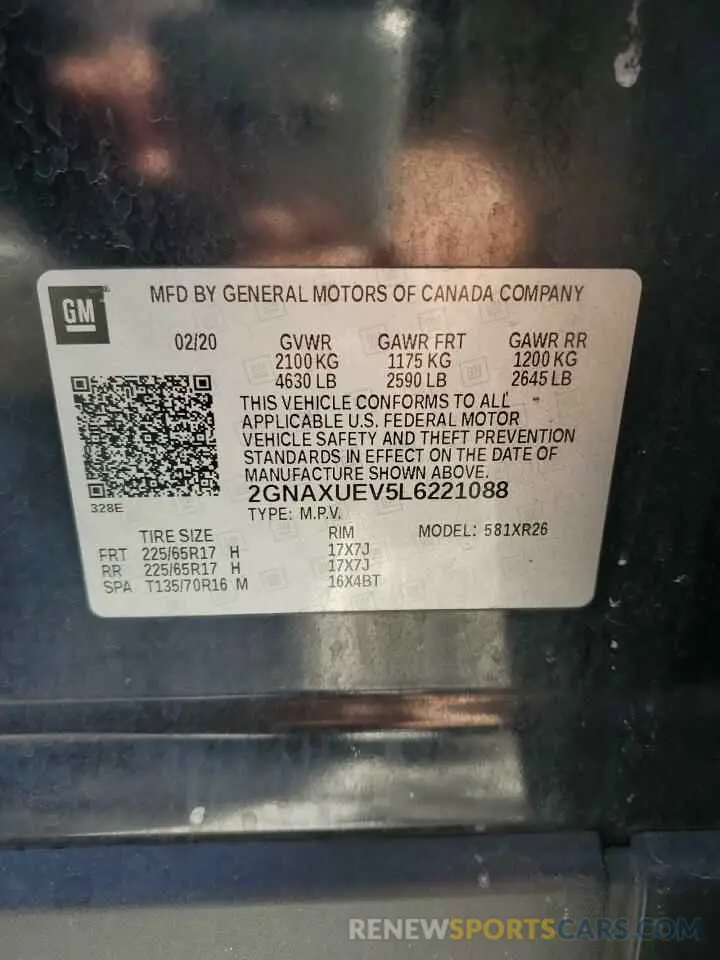 GM
MFD BY GENERAL MOTORS OF CANADA COMPANY
02/20 GVWR GAWR FRT GAWR RR
2100 KG 1175 KG 1200 KG
4630 LB 2590 LB 2645 LB
THIS VEHICLE CONFORMS TO ALL
APPLICABLE U.S. FEDERAL MOTOR
VEHICLE SAFETY AND THEFT PREVENTION
STANDARDS IN EFFECT ON THE DATE OF
MANUFACTURE SHOWN ABOVE.
328E 2GNAXUEV5L6221088
TYPE: M.P.V.
TIRE SIZE RIM MODEL: 581XR26
FRT 225/65R17 H 17X7J
RR 225/65R17 H 17X7J
SPA T135/70R16 M 16X4BT
RENEWSPORTSCARS.COM